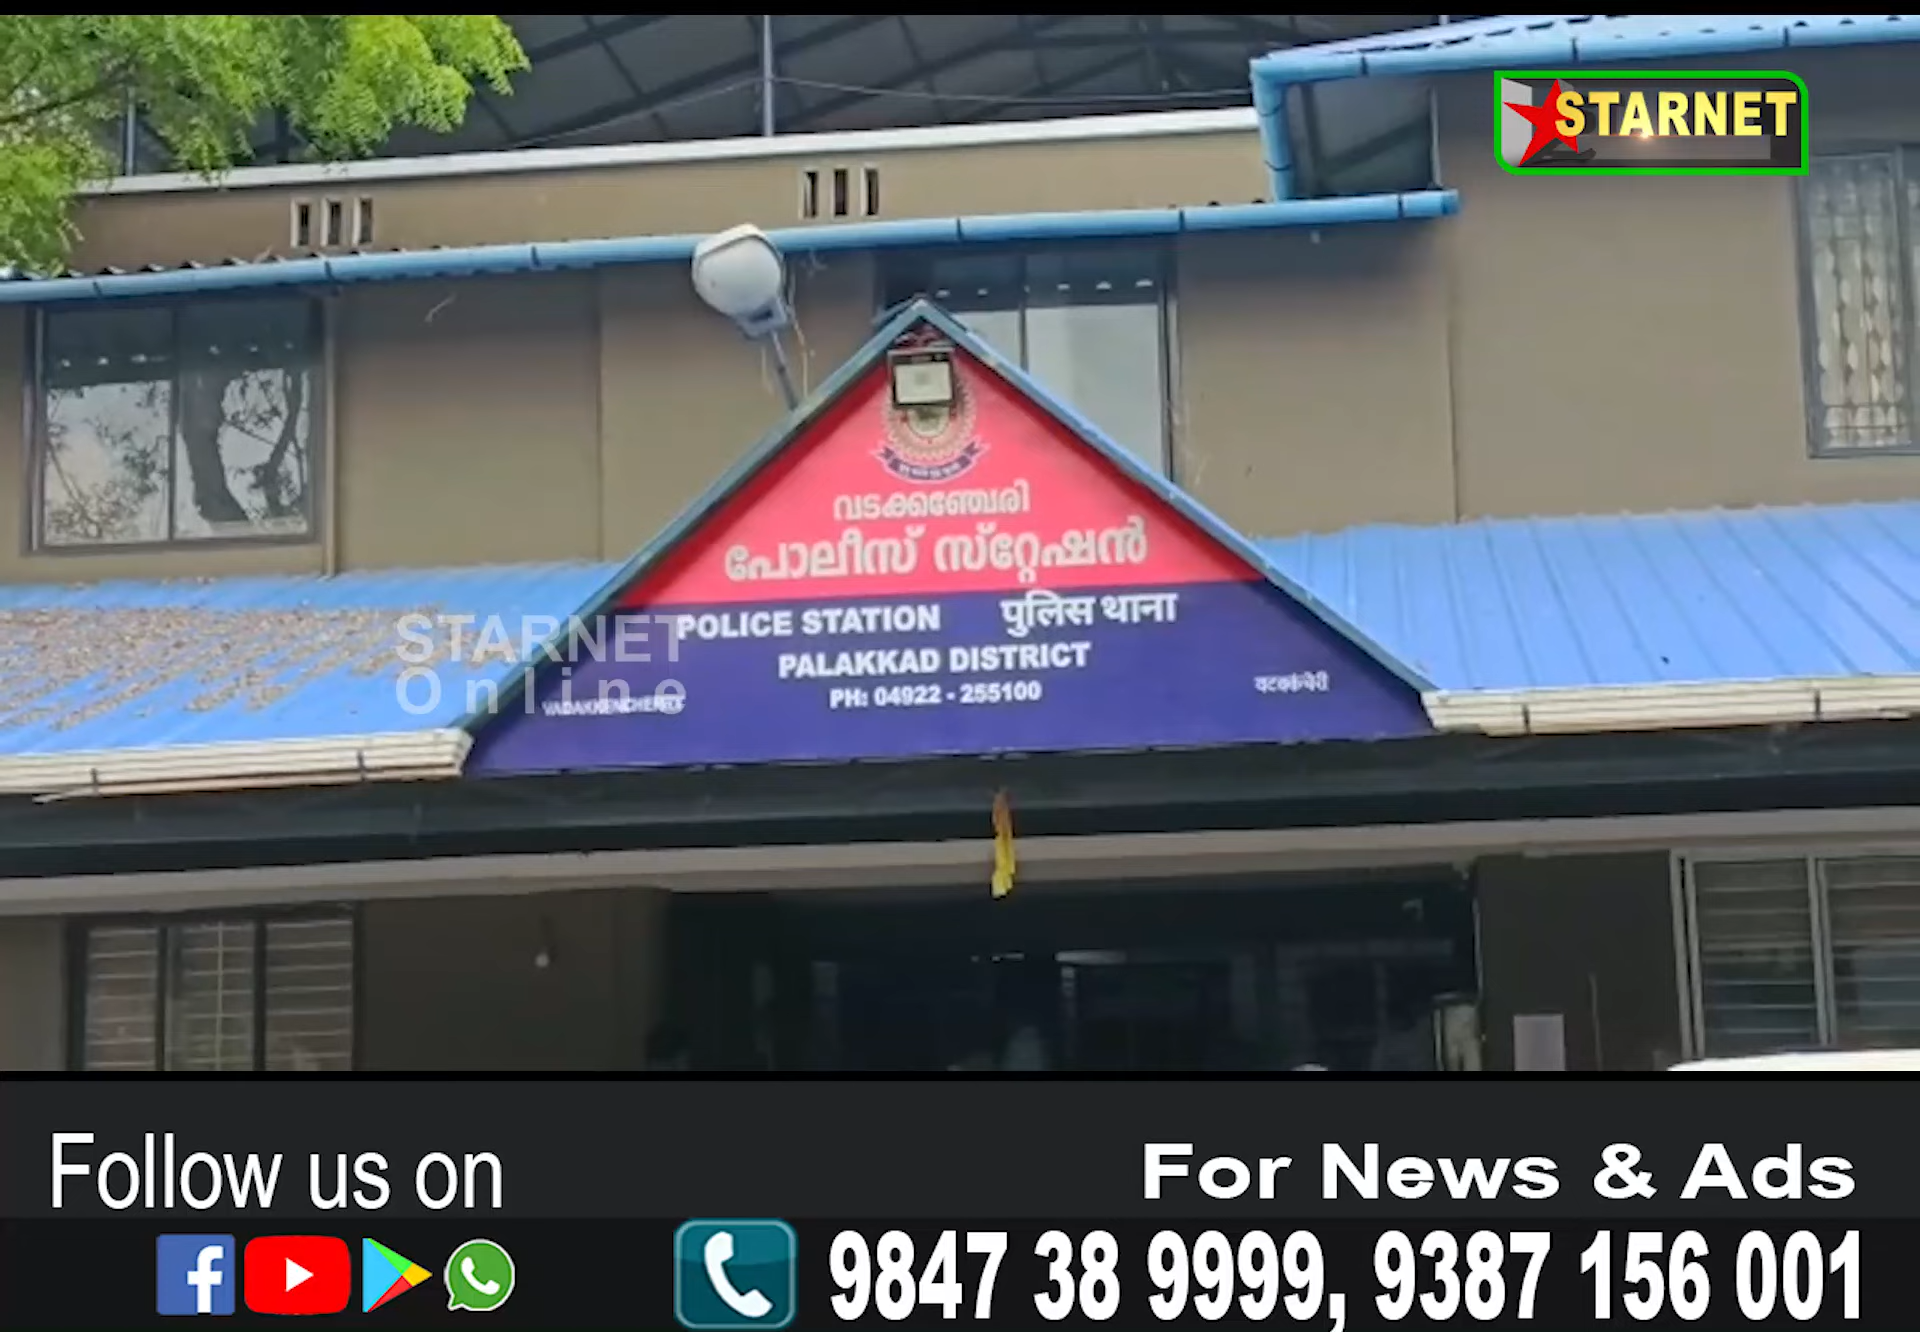 STARNET
വടക്കഞ്ചേരി
പോലീസ് സ്റ്റേഷൻ
POLICE STATION पुलिस थाना
PALAKKAD DISTRICT
PH: 04922 - 255100
VADAKKENCHERRY
STARNET
Online
Follow us on
For News & Ads
9847 38 9999, 9387 156 001